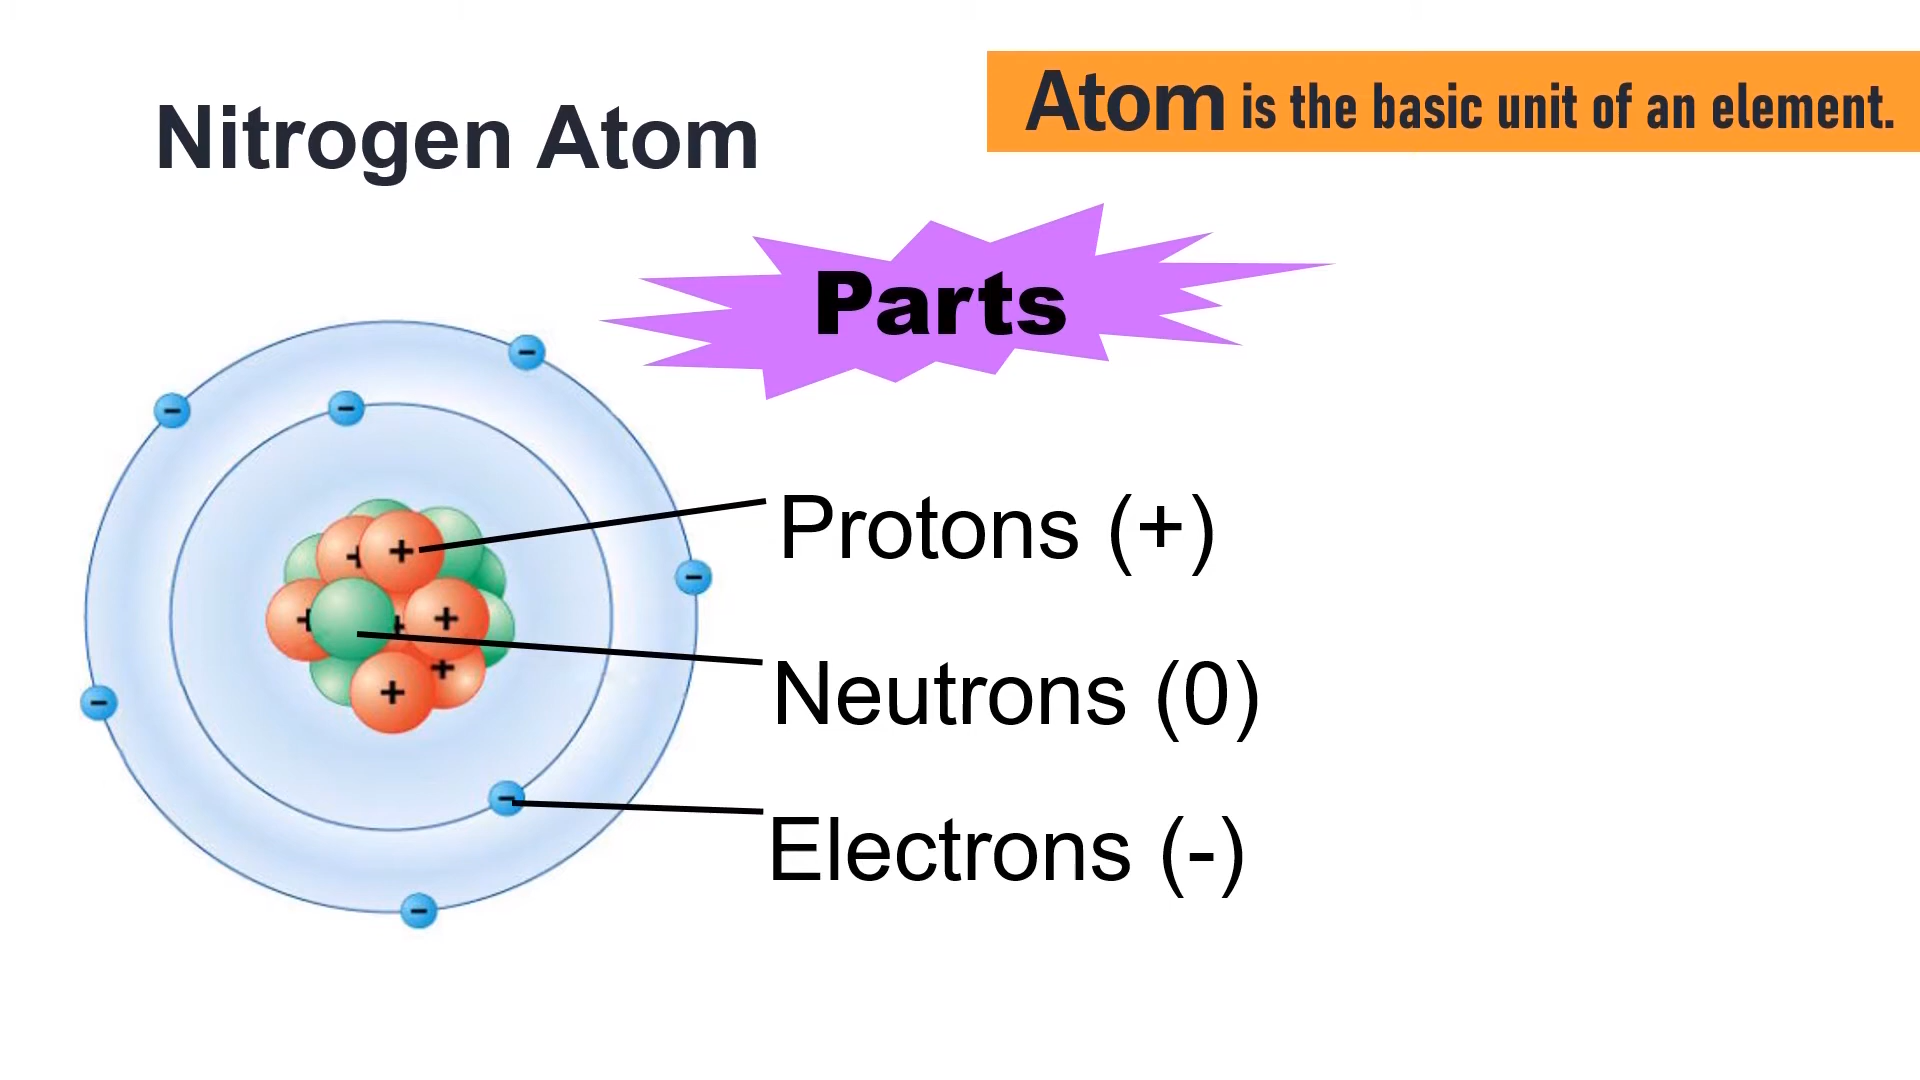 Nitrogen Atom
Atom is the basic unit of an element.
Parts
Protons (+)
Neutrons (0)
Electrons (-)